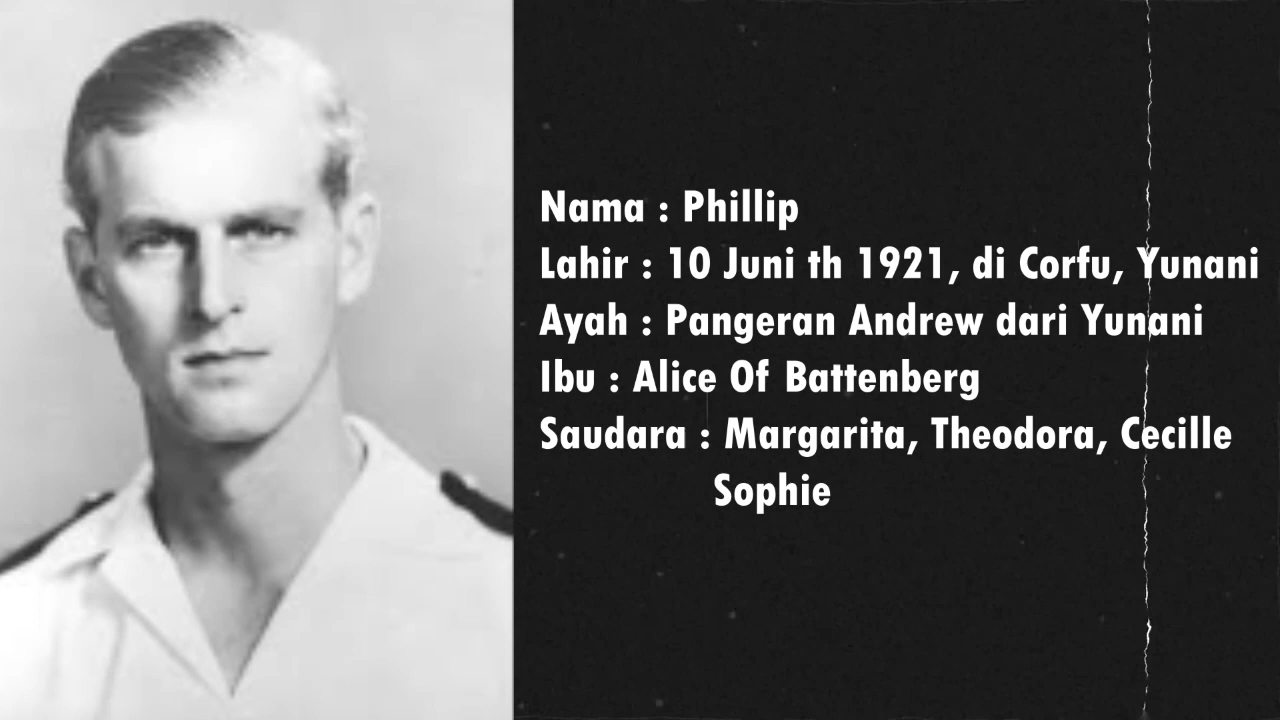 Nama : Phillip
Lahir : 10 Juni th 1921, di Corfu, Yunani
Ayah : Pangeran Andrew dari Yunani
Ibu : Alice Of Battenberg
Saudara : Margarita, Theodora, Cecille
Sophie